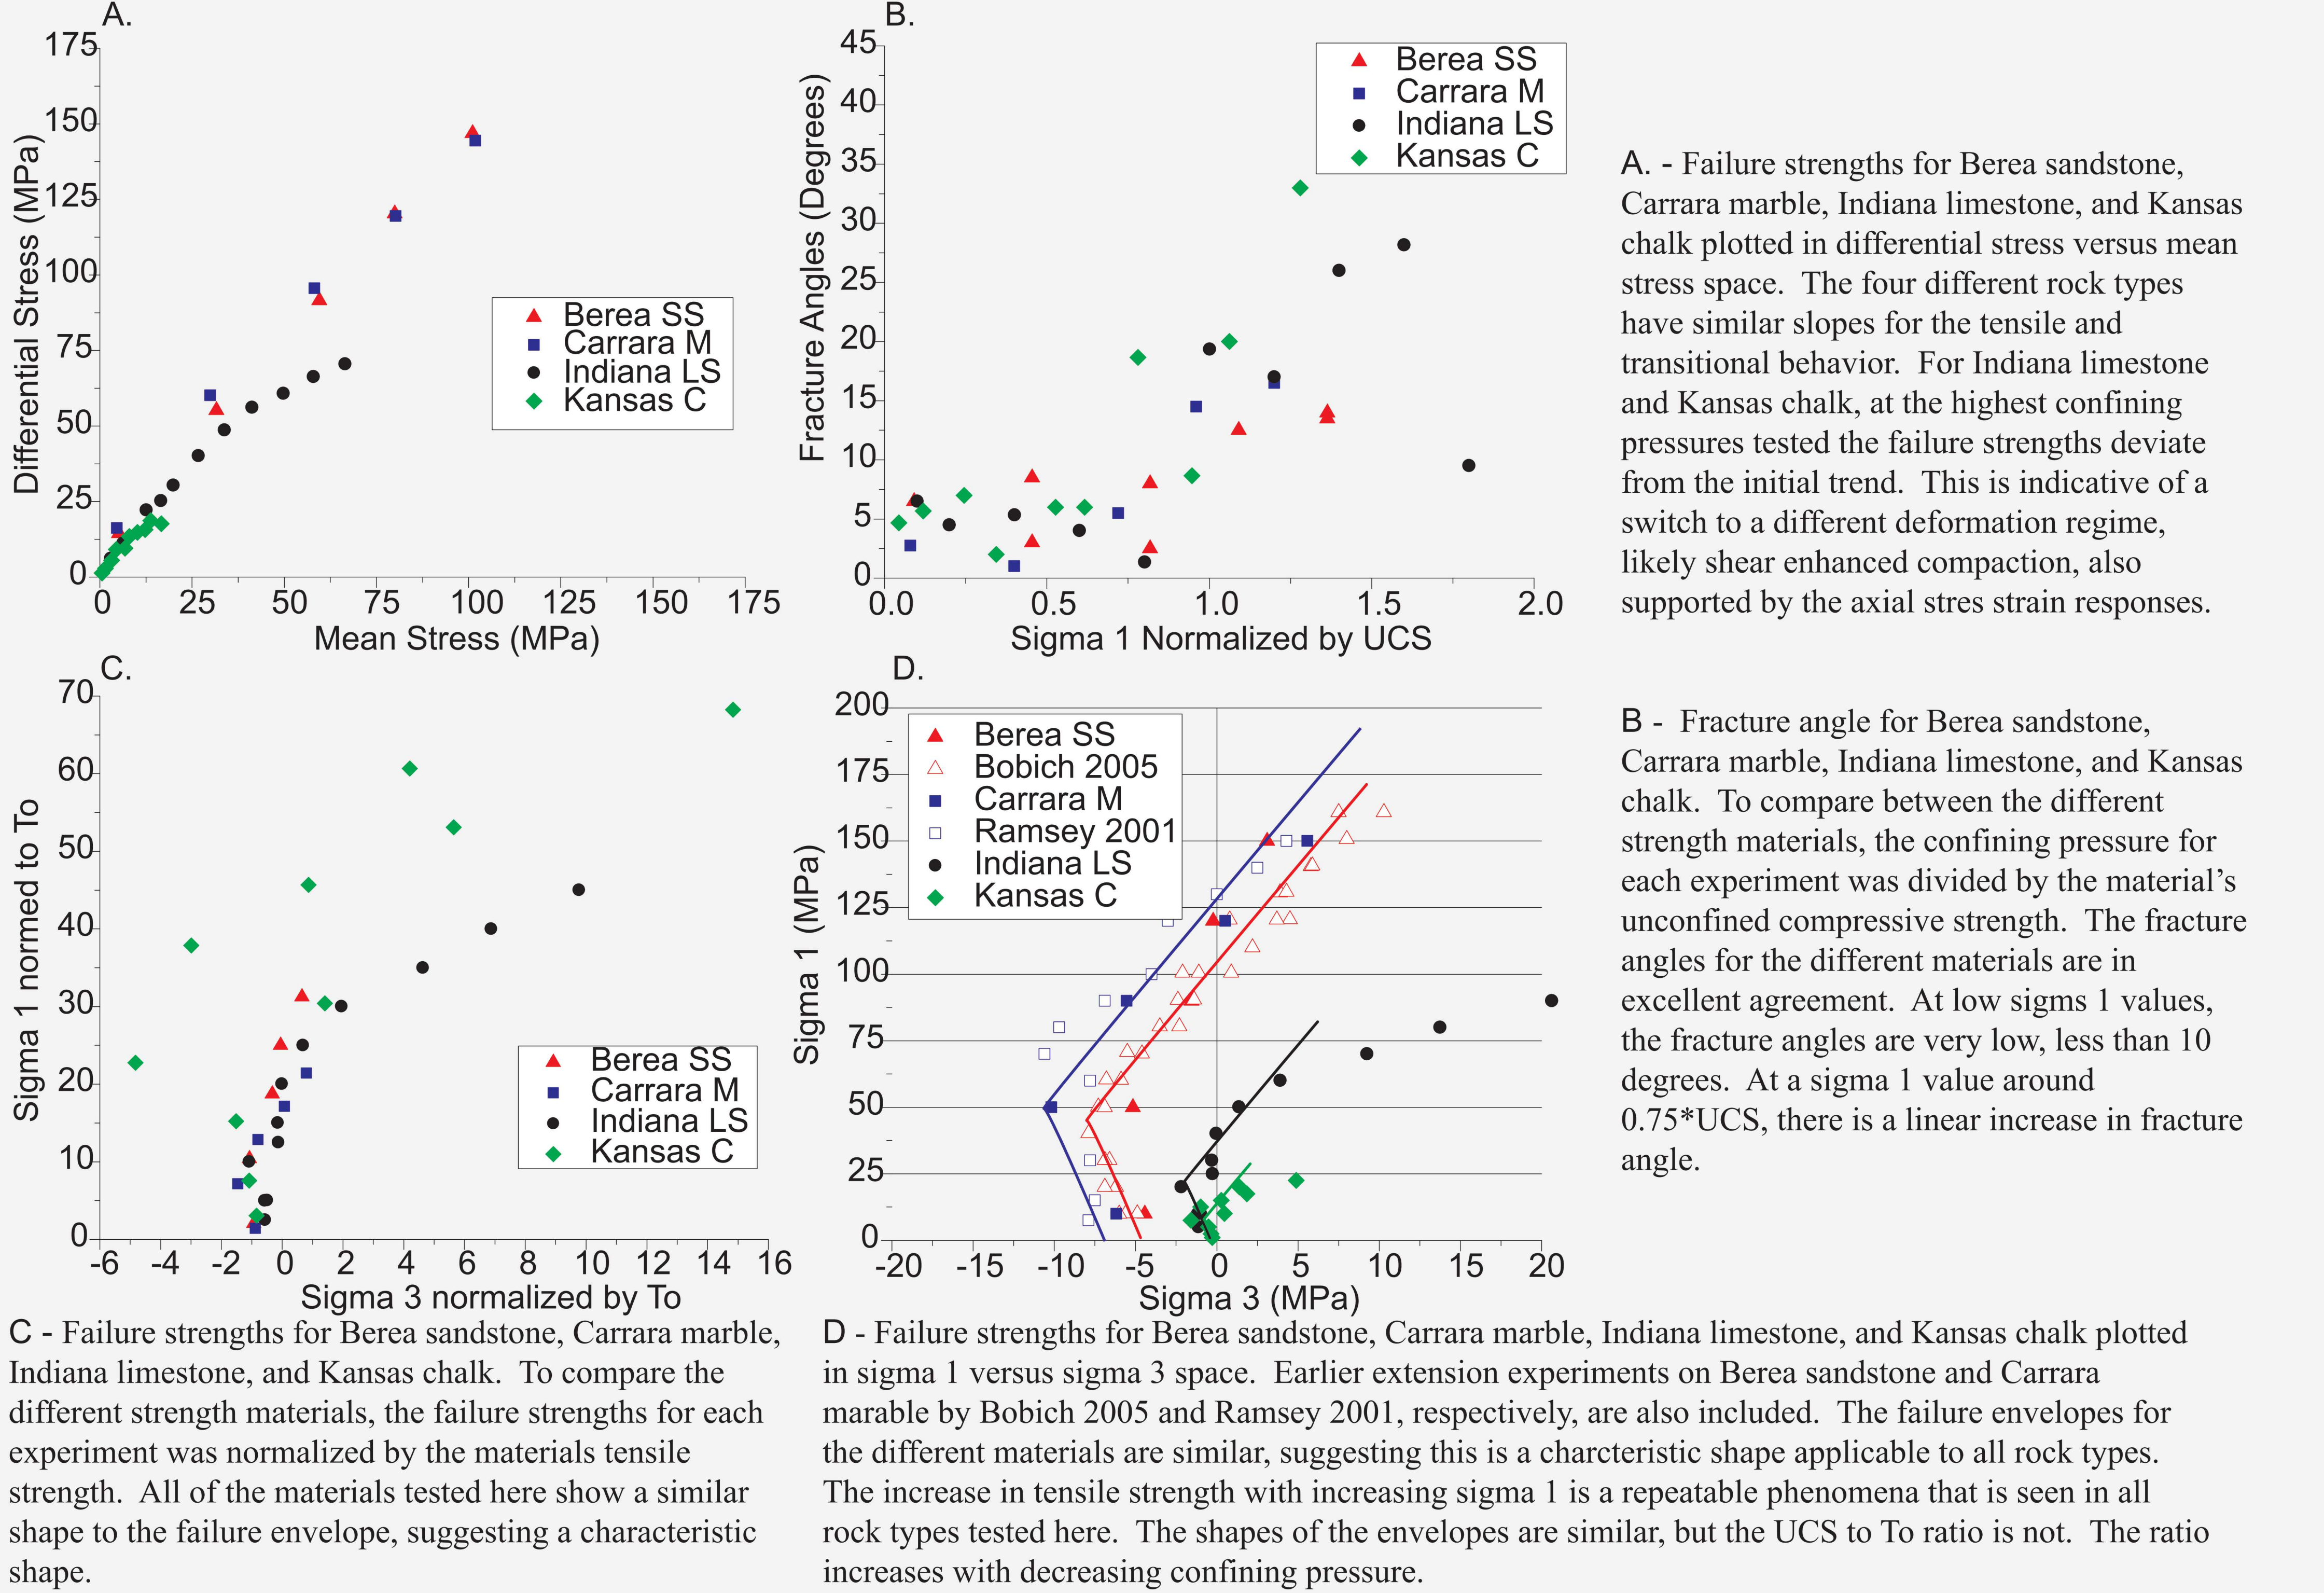 A.
175
150
125
100
75
50
25
0
Differential Stress (MPa)
0 25 50 75 100 125 150 175
Mean Stress (MPa)
Berea SS
Carrara M
Indiana LS
Kansas C
B.
45
40
35
30
25
20
15
10
5
0
Fracture Angles (Degrees)
0.0 0.5 1.0 1.5 2.0
Sigma 1 Normalized by UCS
Berea SS
Carrara M
Indiana LS
Kansas C
A. - Failure strengths for Berea sandstone,
Carrara marble, Indiana limestone, and Kansas
chalk plotted in differential stress versus mean
stress space. The four different rock types
have similar slopes for the tensile and
transitional behavior. For Indiana limestone
and Kansas chalk, at the highest confining
pressures tested the failure strengths deviate
from the initial trend. This is indicative of a
switch to a different deformation regime,
likely shear enhanced compaction, also
supported by the axial stres strain responses.
C.
70
60
50
40
30
20
10
0
Sigma 1 normed to To
-6 -4 -2 0 2 4 6 8 10 12 14 16
Sigma 3 normalized by To
Berea SS
Carrara M
Indiana LS
Kansas C
D.
200
175
150
125
100
75
50
25
0
Sigma 1 (MPa)
-20 -15 -10 -5 0 5 10 15 20
Sigma 3 (MPa)
Berea SS
Bobich 2005
Carrara M
Ramsey 2001
Indiana LS
Kansas C
B - Fracture angle for Berea sandstone,
Carrara marble, Indiana limestone, and Kansas
chalk. To compare between the different
strength materials, the confining pressure for
each experiment was divided by the material's
unconfined compressive strength. The fracture
angles for the different materials are in
excellent agreement. At low sigms 1 values,
the fracture angles are very low, less than 10
degrees. At a sigma 1 value around
0.75*UCS, there is a linear increase in fracture
angle.
C - Failure strengths for Berea sandstone, Carrara marble,
Indiana limestone, and Kansas chalk. To compare the
different strength materials, the failure strengths for each
experiment was normalized by the materials tensile
strength. All of the materials tested here show a similar
shape to the failure envelope, suggesting a characteristic
shape.
D - Failure strengths for Berea sandstone, Carrara marble, Indiana limestone, and Kansas chalk plotted
in sigma 1 versus sigma 3 space. Earlier extension experiments on Berea sandstone and Carrara
marable by Bobich 2005 and Ramsey 2001, respectively, are also included. The failure envelopes for
the different materials are similar, suggesting this is a charcteristic shape applicable to all rock types.
The increase in tensile strength with increasing sigma 1 is a repeatable phenomena that is seen in all
rock types tested here. The shapes of the envelopes are similar, but the UCS to To ratio is not. The ratio
increases with decreasing confining pressure.